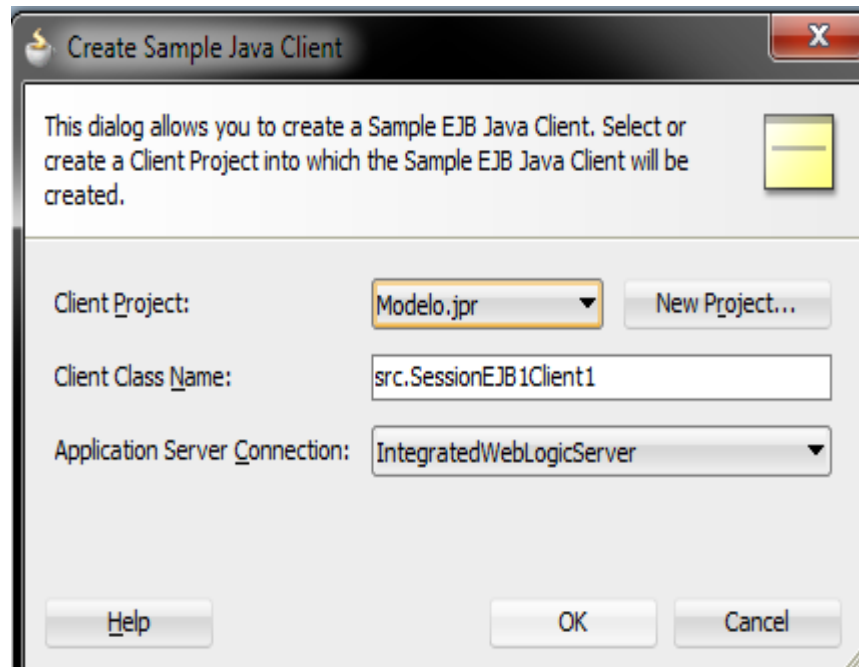 Create Sample Java Client
This dialog allows you to create a Sample EJB Java Client. Select or
create a Client Project into which the Sample EJB Java Client will be
created.
Client Project: Modelo.jpr New Project...
Client Class Name: src.SessionEJB1Client1
Application Server Connection: IntegratedWebLogicServer
Help OK Cancel